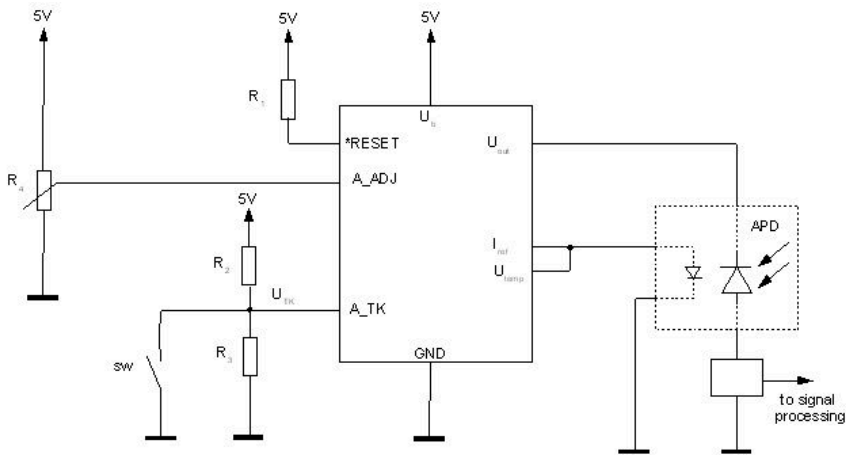 5V
5V
5V
R1
Ub
*RESET
Uout
R4
A_ADJ
5V
APD
R2
Iref
Utemp
UTK
A_TK
R3
GND
sw
to signal
processing